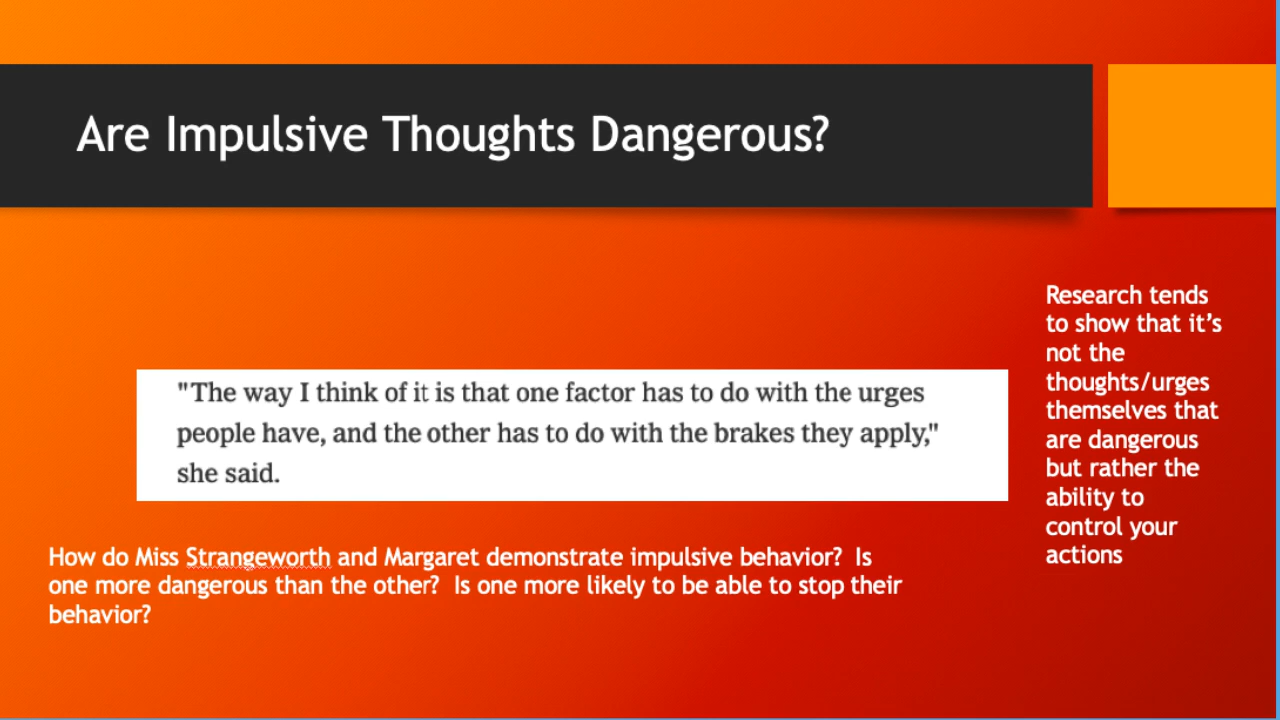 Are Impulsive Thoughts Dangerous?
"The way I think of it is that one factor has to do with the urges
people have, and the other has to do with the brakes they apply,"
she said.
Research tends
to show that it’s
not the
thoughts/urges
themselves that
are dangerous
but rather the
ability to
control your
actions
How do Miss Strangeworth and Margaret demonstrate impulsive behavior?  Is
one more dangerous than the other?  Is one more likely to be able to stop their
behavior?